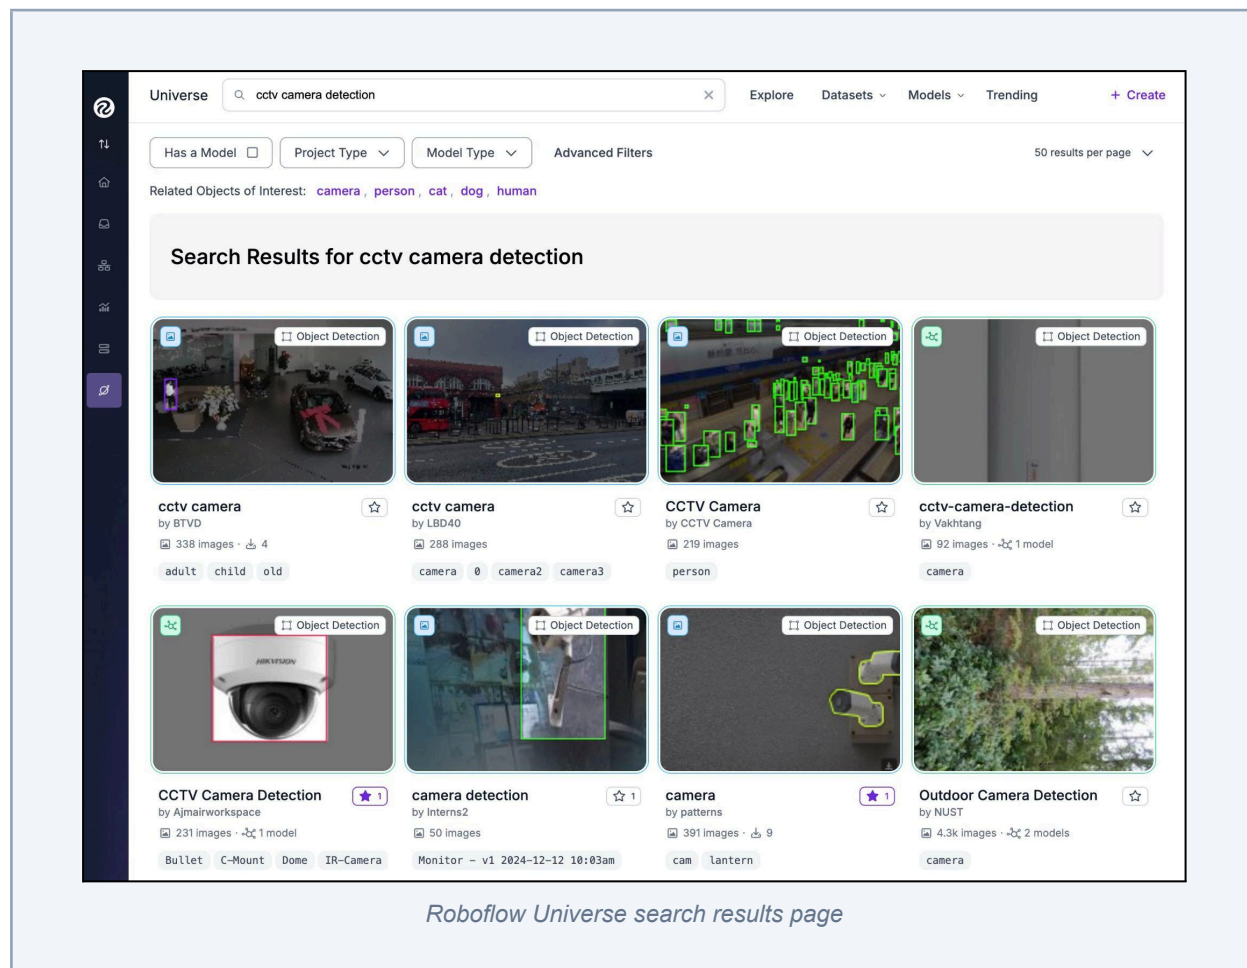 Universe
cctv camera detection
Explore
Datasets
Models
Trending
+ Create
Has a Model
Project Type
Model Type
Advanced Filters
50 results per page
Related Objects of Interest: camera, person, cat, dog, human
Search Results for cctv camera detection
Object Detection
Object Detection
Object Detection
Object Detection
cctv camera
by BTVD
338 images · 4
adult child old
cctv camera
by LBD40
288 images
camera 0 camera2 camera3
CCTV Camera
by CCTV Camera
219 images
person
cctv-camera-detection
by Vakhtang
92 images · 1 model
camera
Object Detection
HIKVISION
Object Detection
Object Detection
Object Detection
CCTV Camera Detection
1
by Ajmairworkspace
231 images · 1 model
Bullet C-Mount Dome IR-Camera
camera detection
1
by Interns2
50 images
Monitor - v1 2024-12-12 10:03am
camera
1
by patterns
391 images · 9
cam lantern
Outdoor Camera Detection
by NUST
4.3k images · 2 models
camera
Roboflow Universe search results page